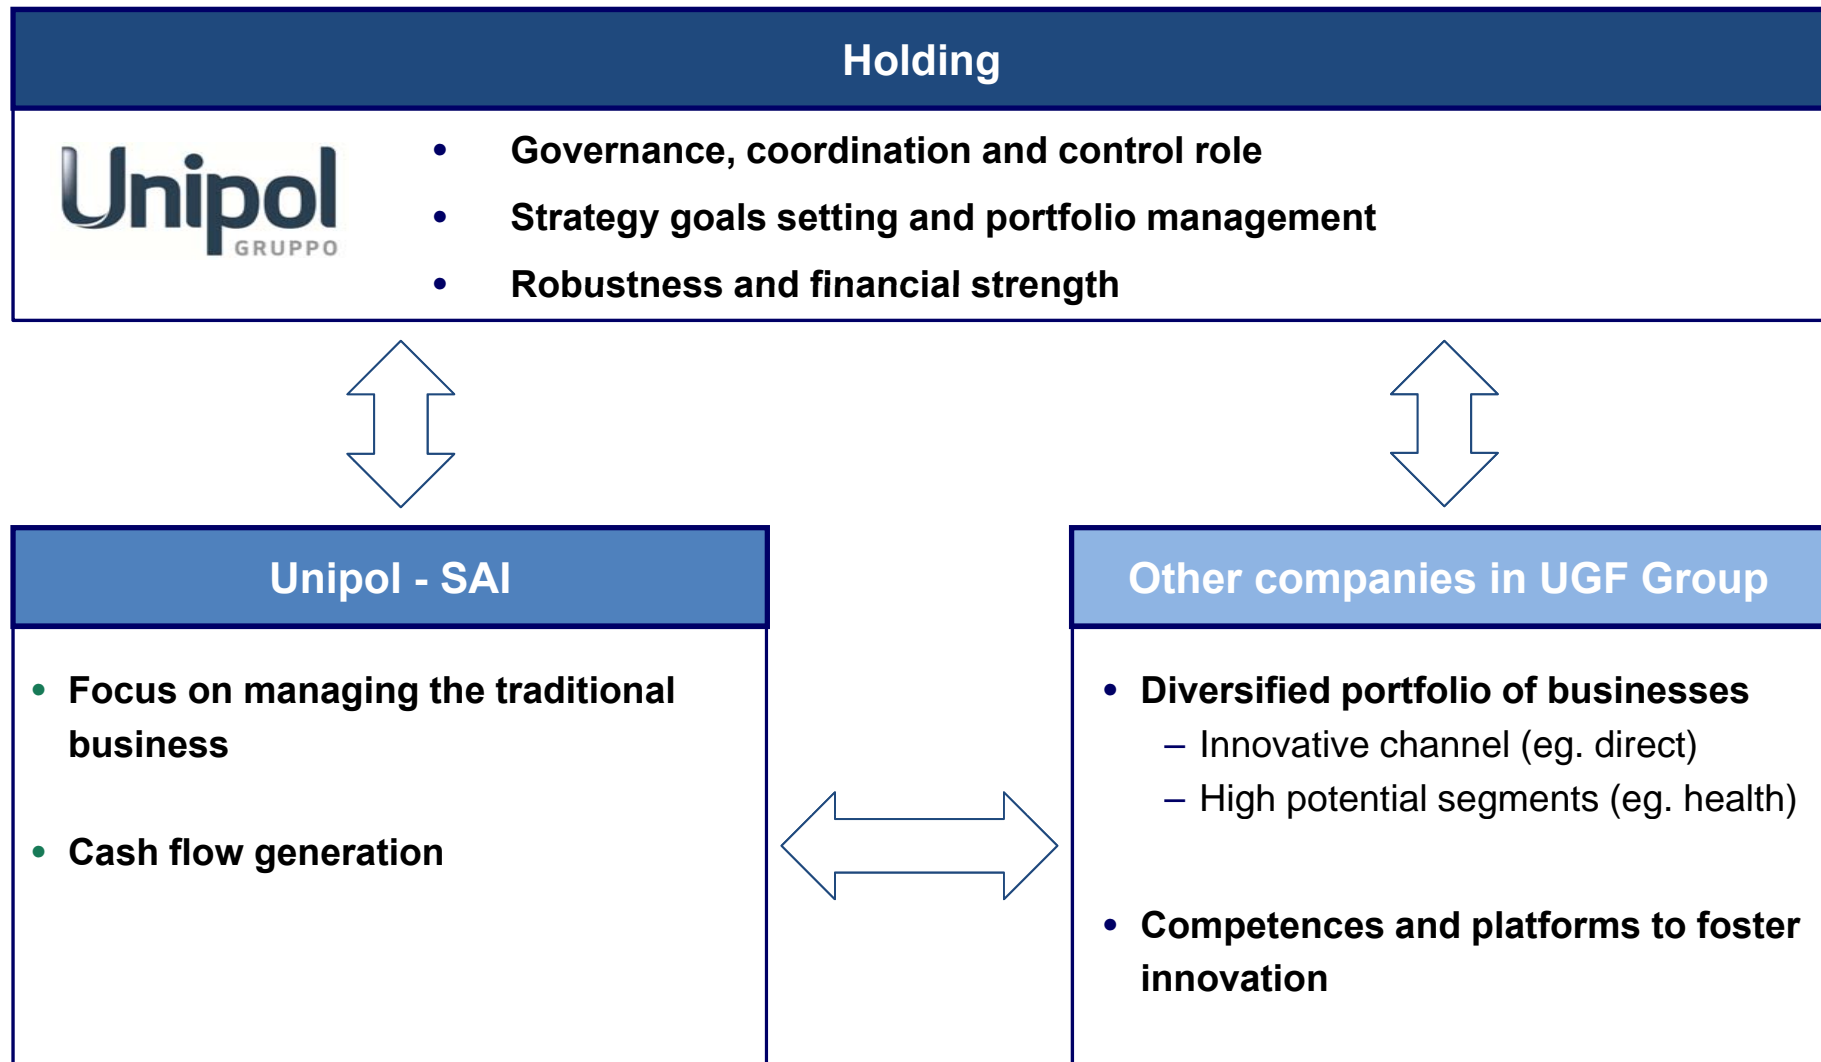 Holding
Unipol
GRUPPO
• Governance, coordination and control role
• Strategy goals setting and portfolio management
• Robustness and financial strength
Unipol - SAI
• Focus on managing the traditional
business
• Cash flow generation
Other companies in UGF Group
• Diversified portfolio of businesses
– Innovative channel (eg. direct)
– High potential segments (eg. health)
• Competences and platforms to foster
innovation